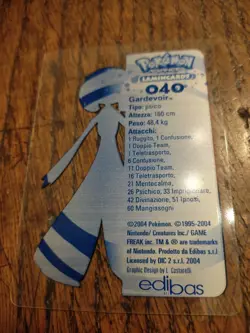 Pokémon
LAMINCARDS
040
Gardevoir
Tipo: psico
Altezza: 160 cm
Peso: 48,4 kg
Attacchi:
1 Ruggito, 1 Confusione,
1 Doppio Team,
1 Teletrasporto,
6 Confusione,
11 Doppio Team,
16 Teletrasporto,
21 Mentecalma,
26 Psichico, 33 Imprigionare,
42 Divinazione, 51 Ipnosi,
60 Mangiasogni
©2004 Pokémon. ©1995-2004
Nintendo/ Creatures Inc./ GAME
FREAK inc. TM & ® are trademarks
of Nintendo. Prodotto da Edibas s.r.l.
Licensed by DIC 2 s.r.l. 2004
Graphic Design by L. Castanelli
edibas